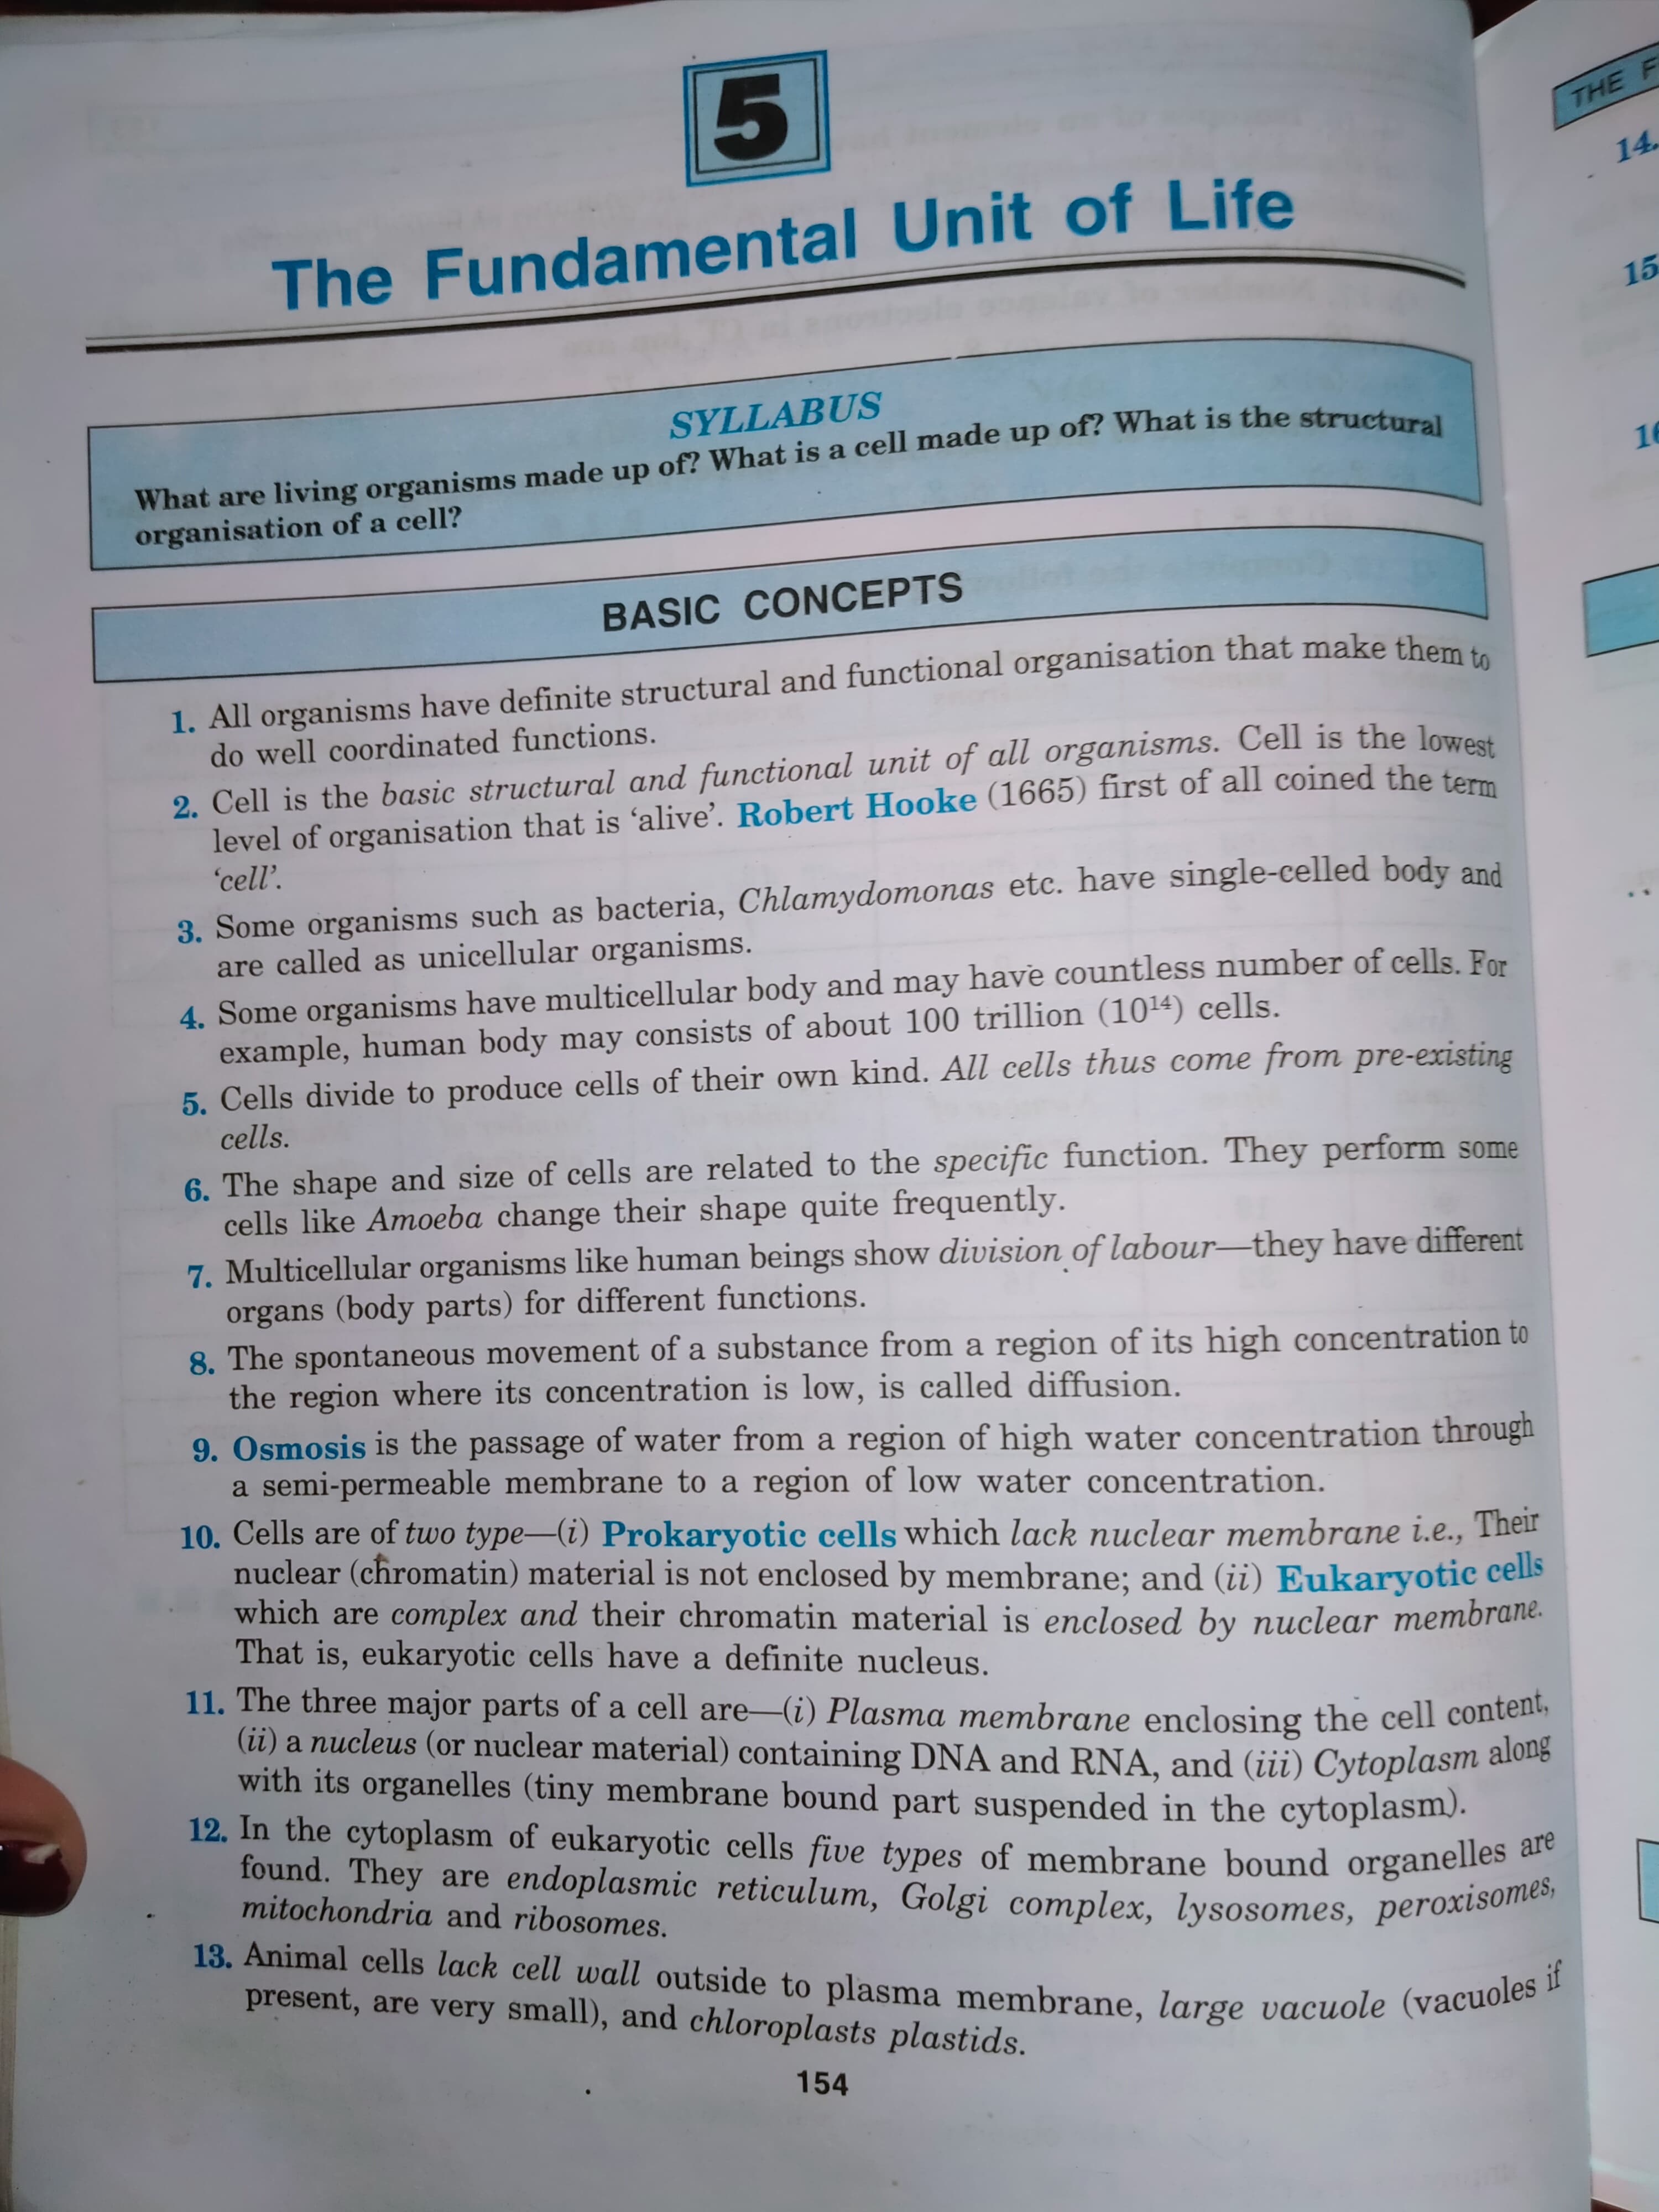 5
The Fundamental Unit of Life
SYLLABUS
What are living organisms made up of? What is a cell made up of? What is the structural
organisation of a cell?
BASIC CONCEPTS
1. All organisms have definite structural and functional organisation that make them to
do well coordinated functions.
2. Cell is the basic structural and functional unit of all organisms. Cell is the lowest
level of organisation that is ‘alive’. Robert Hooke (1665) first of all coined the term
‘cell’.
3. Some organisms such as bacteria, Chlamydomonas etc. have single-celled body and
are called as unicellular organisms.
4. Some organisms have multicellular body and may have countless number of cells. For
example, human body may consists of about 100 trillion (10¹⁴) cells.
5. Cells divide to produce cells of their own kind. All cells thus come from pre-existing
cells.
6. The shape and size of cells are related to the specific function. They perform some
cells like Amoeba change their shape quite frequently.
7. Multicellular organisms like human beings show division of labour—they have different
organs (body parts) for different functions.
8. The spontaneous movement of a substance from a region of its high concentration to
the region where its concentration is low, is called diffusion.
9. Osmosis is the passage of water from a region of high water concentration through
a semi-permeable membrane to a region of low water concentration.
10. Cells are of two type—(i) Prokaryotic cells which lack nuclear membrane i.e., Their
nuclear (chromatin) material is not enclosed by membrane; and (ii) Eukaryotic cells
which are complex and their chromatin material is enclosed by nuclear membrane.
That is, eukaryotic cells have a definite nucleus.
11. The three major parts of a cell are—(i) Plasma membrane enclosing the cell content,
(ii) a nucleus (or nuclear material) containing DNA and RNA, and (iii) Cytoplasm along
with its organelles (tiny membrane bound part suspended in the cytoplasm).
12. In the cytoplasm of eukaryotic cells five types of membrane bound organelles are
found. They are endoplasmic reticulum, Golgi complex, lysosomes, peroxisomes,
mitochondria and ribosomes.
13. Animal cells lack cell wall outside to plasma membrane, large vacuole (vacuoles if
present, are very small), and chloroplasts plastids.
154
THE
14.
15